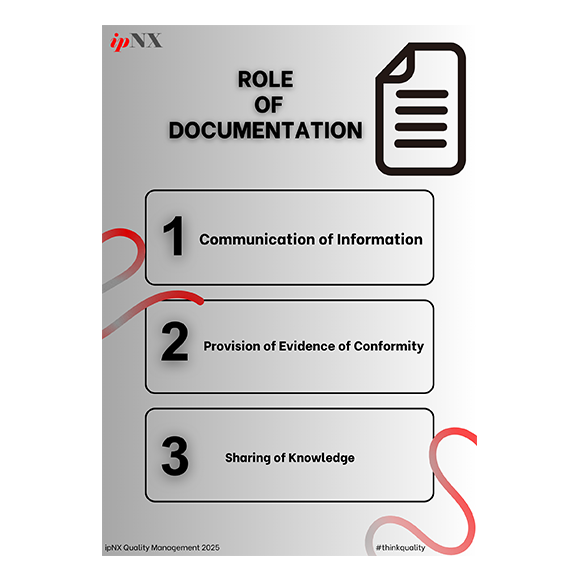 ipNX
ROLE
OF
DOCUMENTATION
1
Communication of Information
2
Provision of Evidence of Conformity
3
Sharing of Knowledge
ipNX Quality Management 2025
#thinkquality